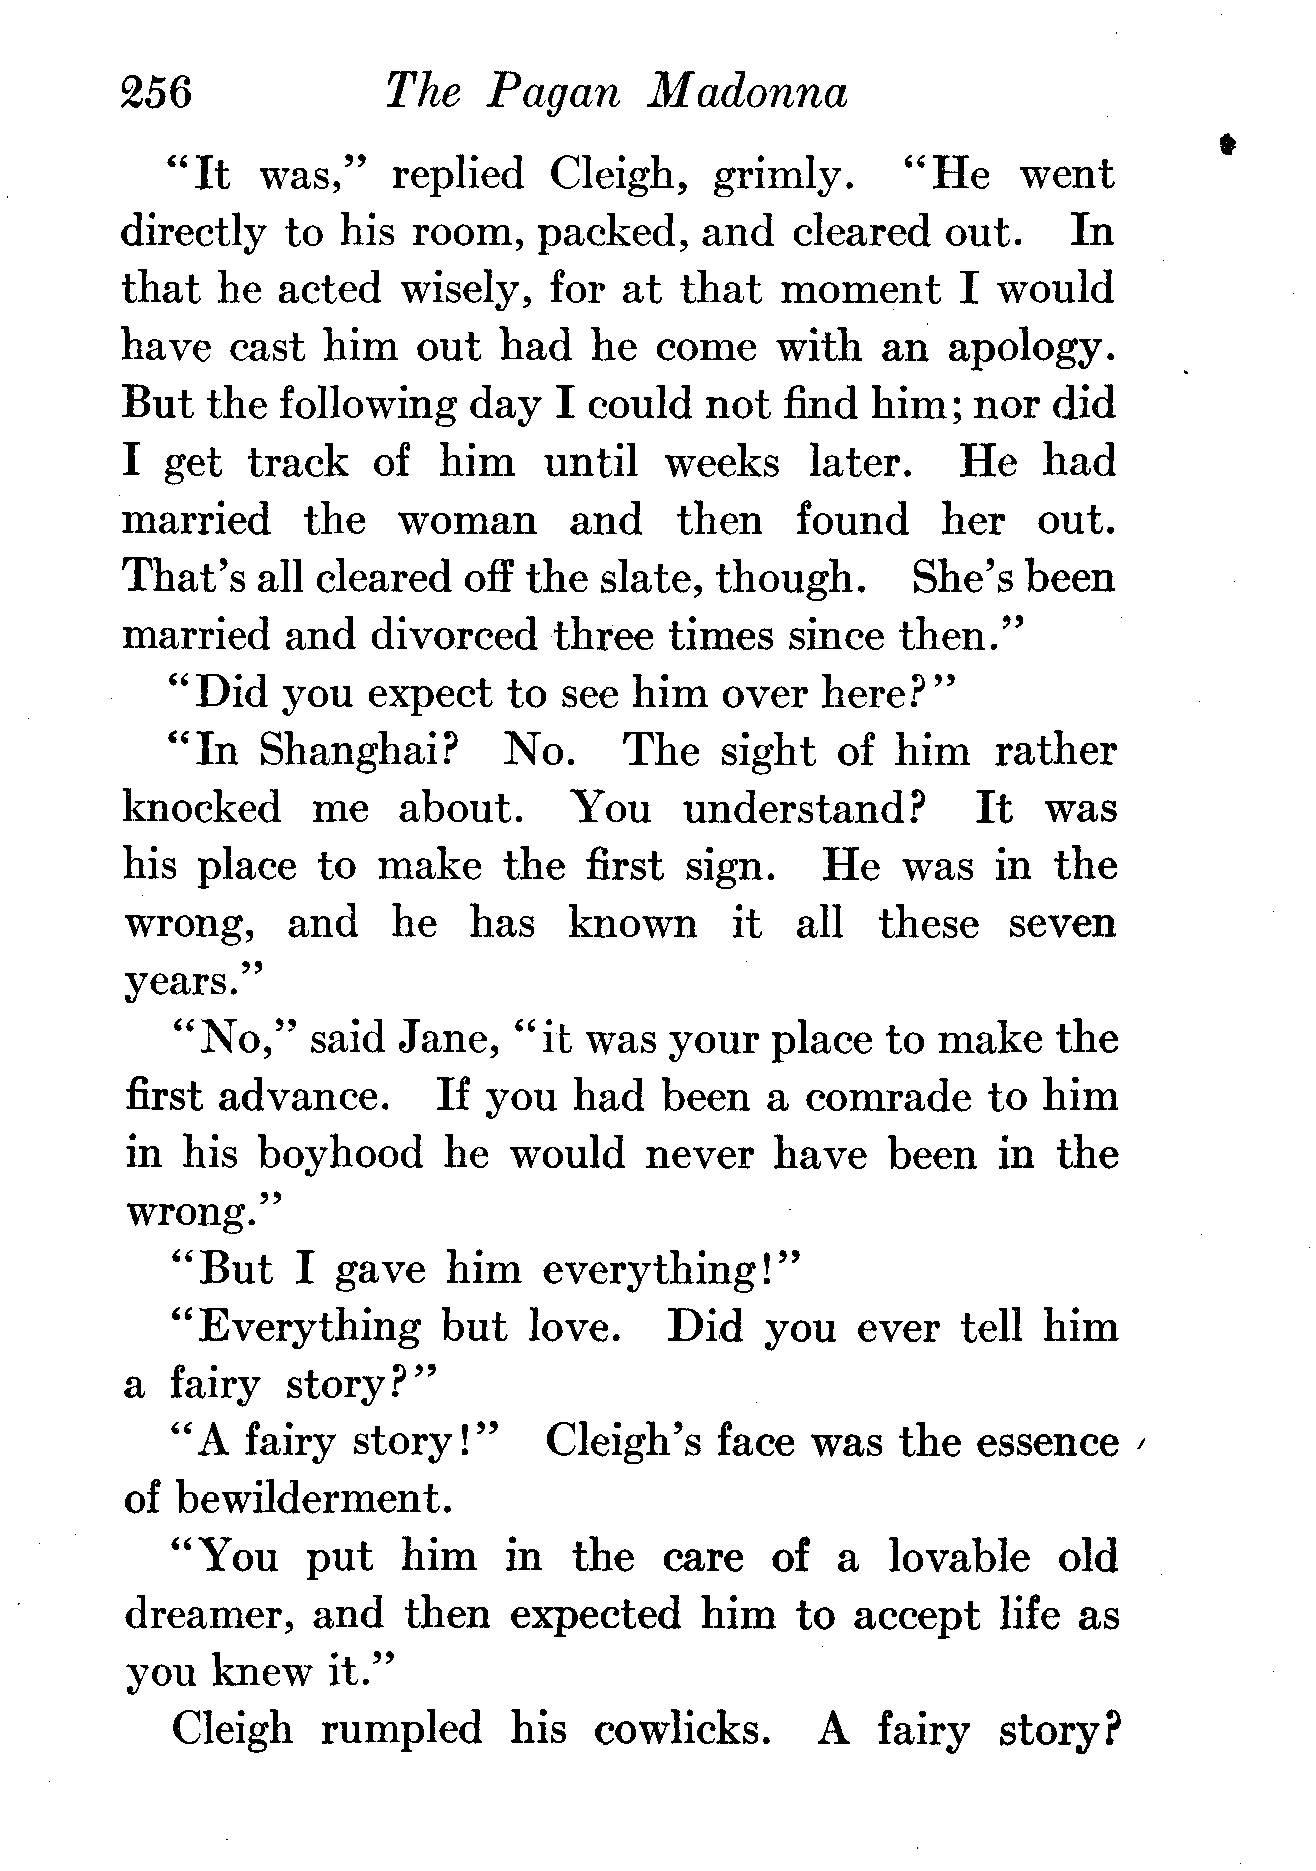 256 The Pagan Madonna
“It was,” replied Cleigh, grimly. “He went
directly to his room, packed, and cleared out. In
that he acted wisely, for at that moment I would
have cast him out had he come with an apology.
But the following day I could not find him; nor did
I get track of him until weeks later. He had
married the woman and then found her out.
That’s all cleared off the slate, though. She’s been
married and divorced three times since then.”
“Did you expect to see him over here?”
“In Shanghai? No. The sight of him rather
knocked me about. You understand? It was
his place to make the first sign. He was in the
wrong, and he has known it all these seven
years.”
“No,” said Jane, “it was your place to make the
first advance. If you had been a comrade to him
in his boyhood he would never have been in the
wrong.”
“But I gave him everything!”
“Everything but love. Did you ever tell him
a fairy story?”
“A fairy story!” Cleigh’s face was the essence
of bewilderment.
“You put him in the care of a lovable old
dreamer, and then expected him to accept life as
you knew it.”
Cleigh rumpled his cowlicks. A fairy story?